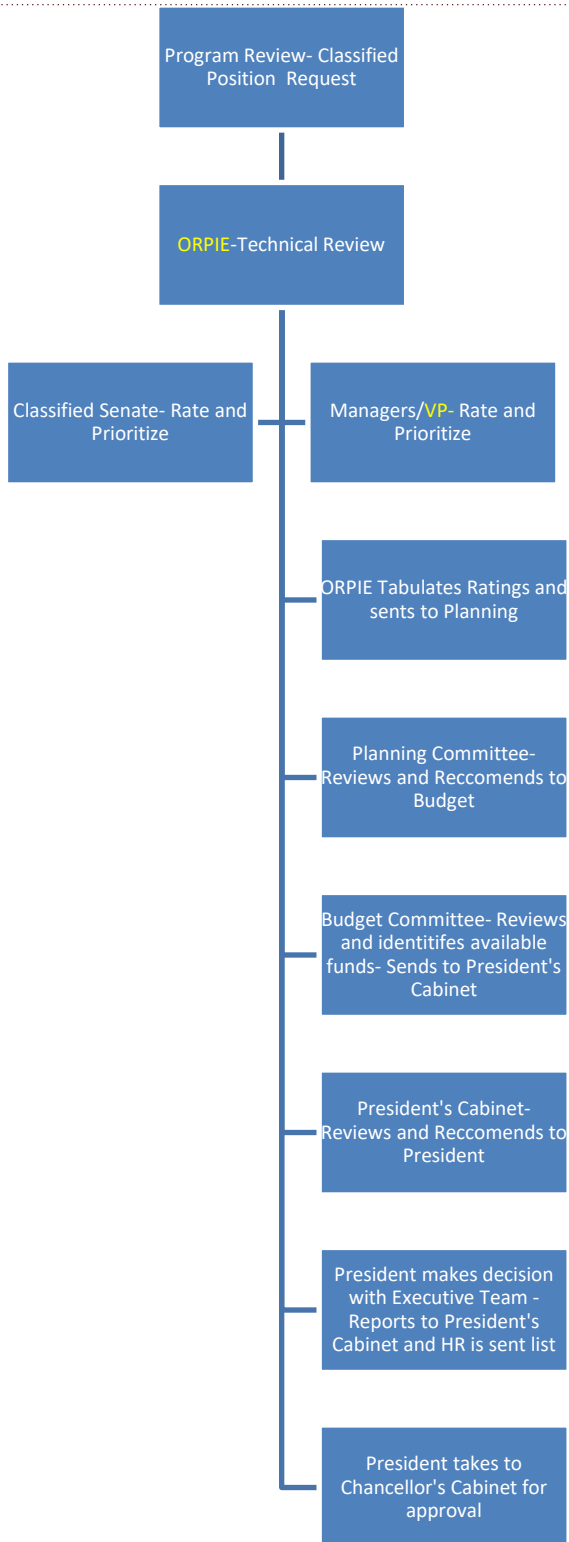 Program Review- Classified
Position  Request
ORPIE-Technical Review
Classified Senate- Rate and
Prioritize
Managers/VP- Rate and
Prioritize
ORPIE Tabulates Ratings and
sents to Planning
Planning Committee-
Reviews and Reccomends to
Budget
Budget Committee- Reviews
and identitifes available
funds- Sends to President's
Cabinet
President's Cabinet-
Reviews and Reccomends to
President
President makes decision
with Executive Team -
Reports to President's
Cabinet and HR is sent list
President takes to
Chancellor's Cabinet for
approval